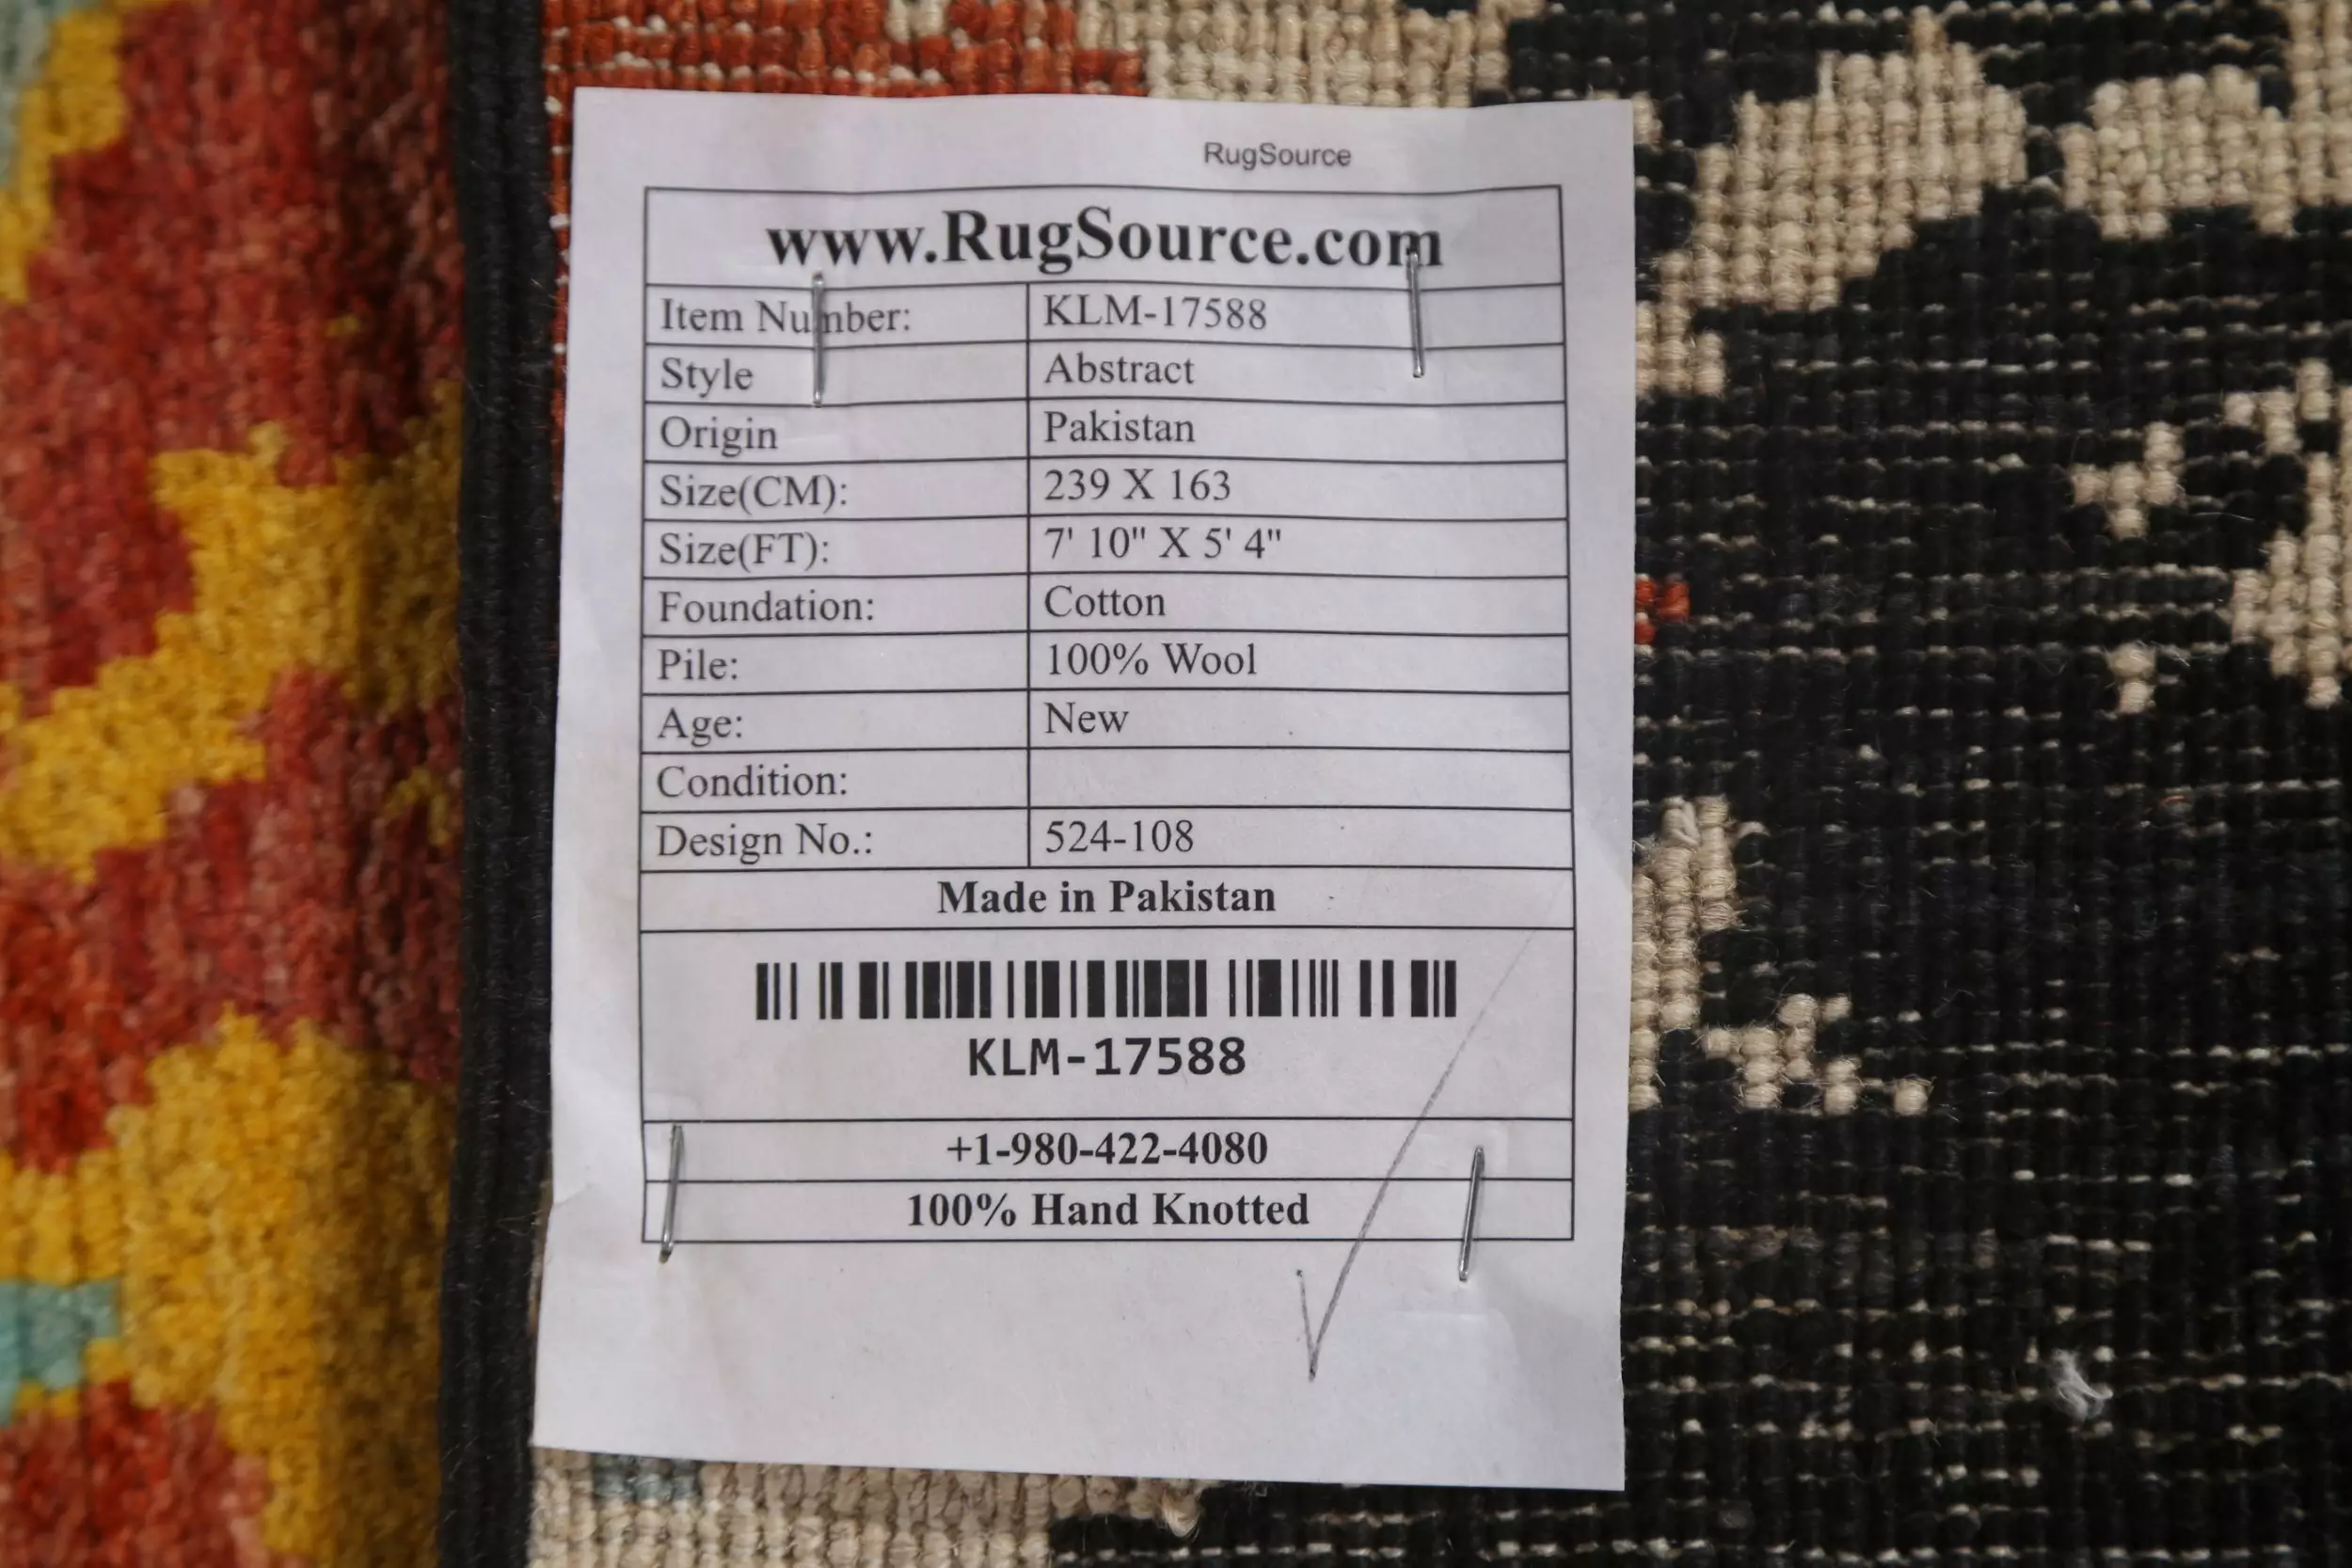 RugSource
www.RugSource.com
Item Number: KLM-17588
Style Abstract
Origin Pakistan
Size(CM): 239 X 163
Size(FT): 7' 10" X 5' 4"
Foundation: Cotton
Pile: 100% Wool
Age: New
Condition:
Design No.: 524-108
Made in Pakistan
KLM-17588
+1-980-422-4080
100% Hand Knotted